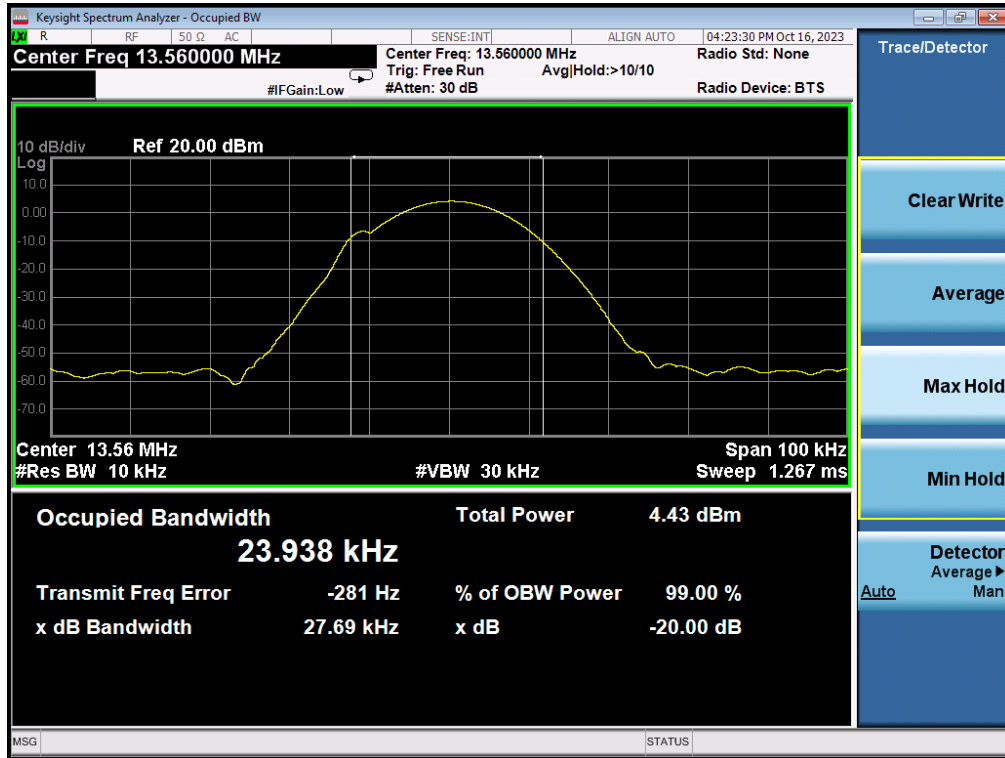 Keysight Spectrum Analyzer - Occupied BW
LXI R RF 50 Ω AC SENSE:INT ALIGN AUTO 04:23:30 PM Oct 16, 2023
Center Freq 13.560000 MHz
Center Freq: 13.560000 MHz Radio Std: None
Trig: Free Run Avg|Hold:>10/10
#IFGain:Low #Atten: 30 dB Radio Device: BTS
Trace/Detector
10 dB/div Ref 20.00 dBm
Log
10.0
0.00
-10.0
-20.0
-30.0
-40.0
-50.0
-60.0
-70.0
Center 13.56 MHz Span 100 kHz
#Res BW 10 kHz #VBW 30 kHz Sweep 1.267 ms
Occupied Bandwidth Total Power 4.43 dBm
23.938 kHz
Transmit Freq Error -281 Hz % of OBW Power 99.00 %
x dB Bandwidth 27.69 kHz x dB -20.00 dB
Clear Write
Average
Max Hold
Min Hold
Detector
Average▶
Auto Man
MSG STATUS